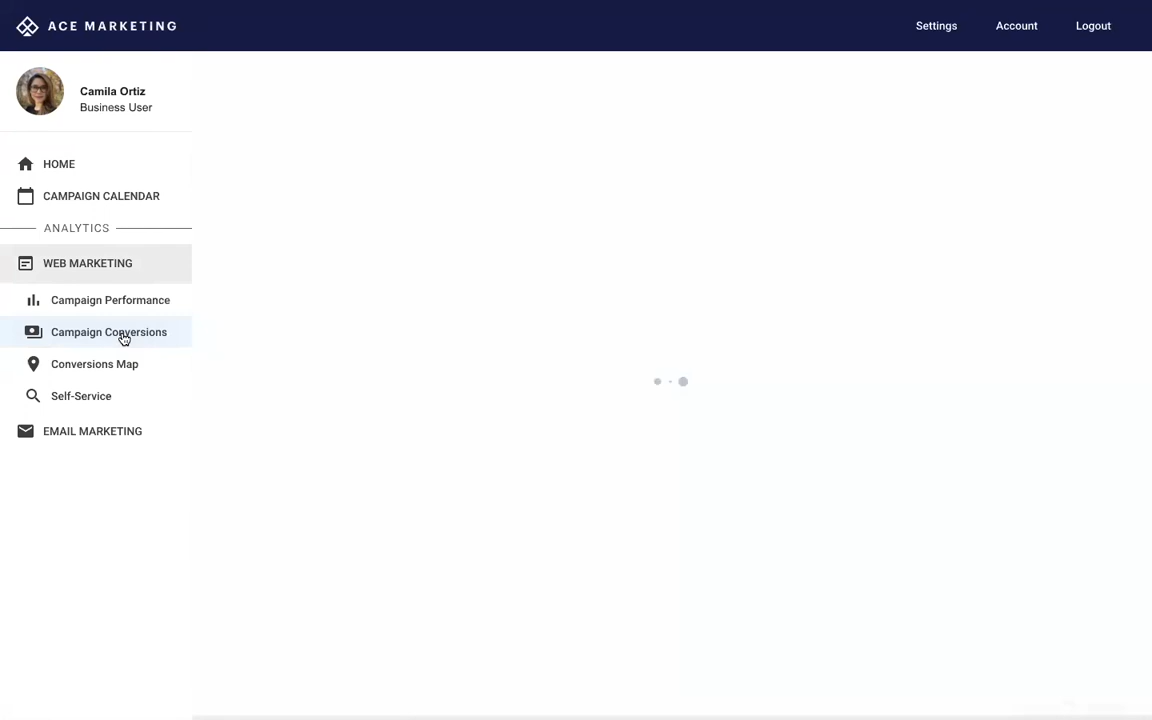 ACE MARKETING
Settings
Account
Logout
Camila Ortiz
Business User
HOME
CAMPAIGN CALENDAR
ANALYTICS
WEB MARKETING
Campaign Performance
Campaign Conversions
Conversions Map
Self-Service
EMAIL MARKETING